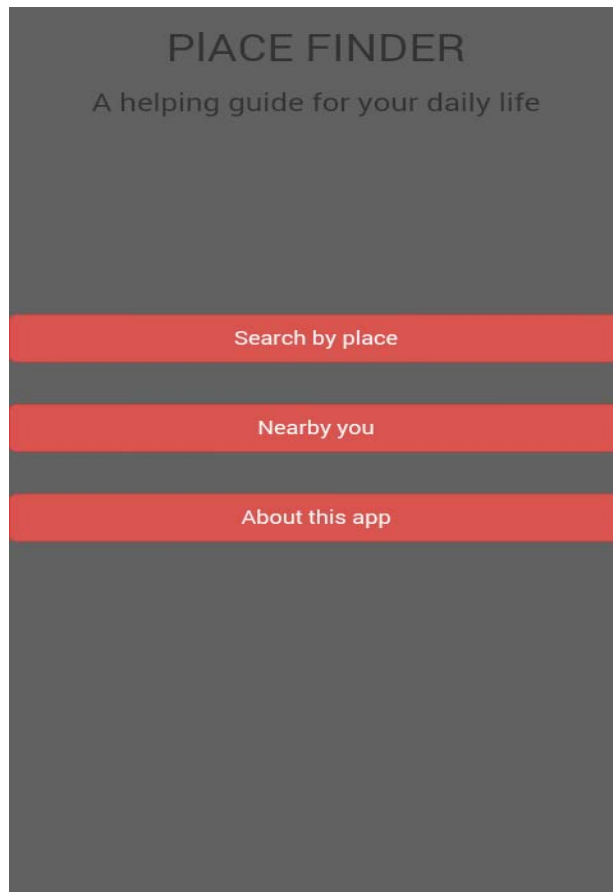 PlACE FINDER
A helping guide for your daily life
Search by place
Nearby you
About this app